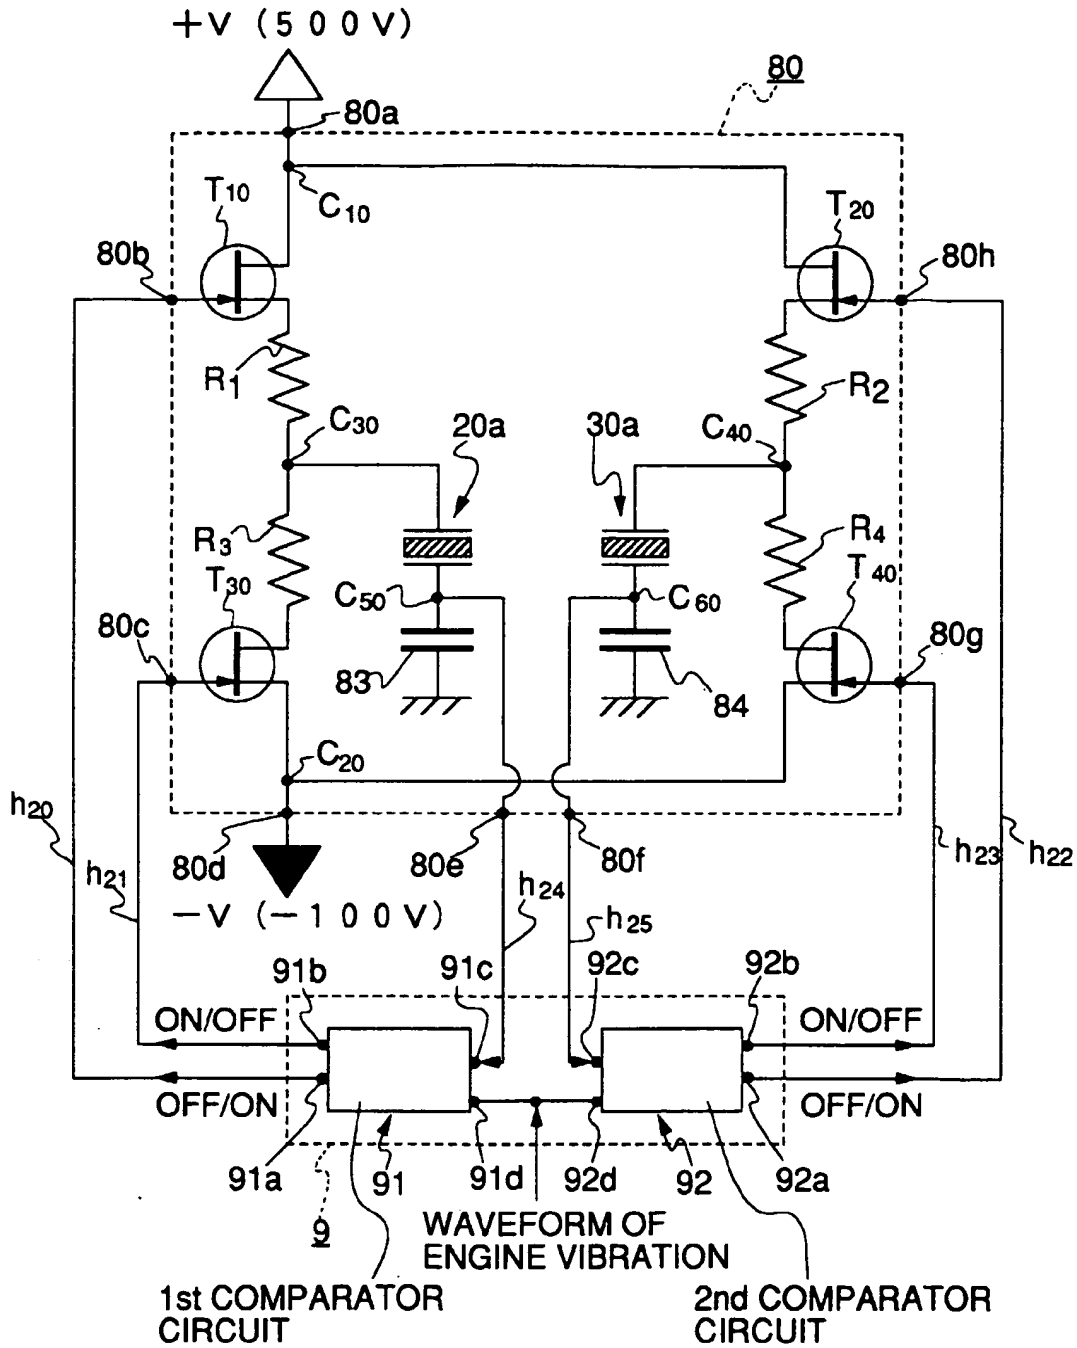 +V (500V)
80
80a
T10
C10
T20
80b
80h
R1
R2
C30
20a
30a
C40
R3
R4
T30
T40
C50
C60
80c
80g
83
84
C20
h20
h21
80d
80e
80f
h23
h22
h24
-V (-100V)
h25
91b
91c
92c
92b
ON/OFF
ON/OFF
OFF/ON
OFF/ON
91a
91
91d
92d
92
92a
9
WAVEFORM OF
ENGINE VIBRATION
1st COMPARATOR
CIRCUIT
2nd COMPARATOR
CIRCUIT